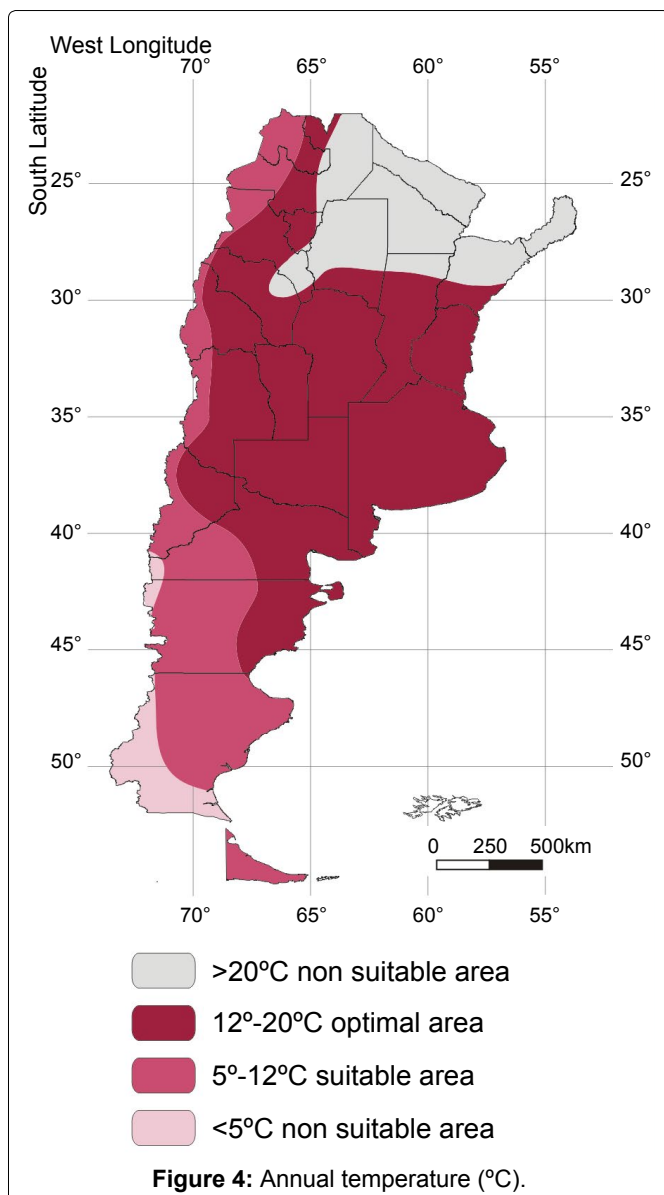 West Longitude
70° 65° 60° 55°
South Latitude
25° 25°
30° 30°
35° 35°
40° 40°
45° 45°
50° 50°
0 250 500km
70° 65° 60° 55°
>20ºC non suitable area
12º-20ºC optimal area
5º-12ºC suitable area
<5ºC non suitable area
Figure 4: Annual temperature (ºC).